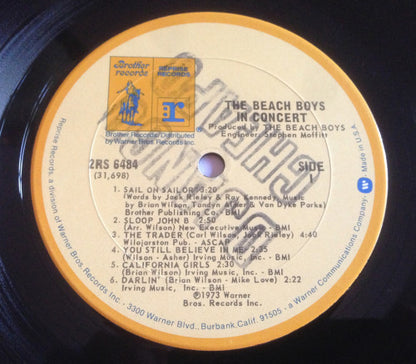 Brother
records
REPRISE
RECORDS
r
Brother Records/Distributed
by Warner Bros. Records Inc.
THE BEACH BOYS
IN CONCERT
Produced by THE BEACH BOYS
Engineer: Stephen Moffitt
2RS 6484
(31,698)
SIDE
1. SAIL ON SAILOR 3:20
(Words by Jack Rieley & Ray Kennedy, Music
by Brian Wilson, Tandyn Almer & Van Dyke Parks)
Brother Publishing Co. - BMI
2. SLOOP JOHN B 2:50
(Arr. Wilson) New Executive Music - BMI
3. THE TRADER (Carl Wilson, Jack Rieley) 4:40
Wilojarston Pub. - ASCAP
4. YOU STILL BELIEVE IN ME 2:35
(Wilson - Asher) Irving Music, Inc. - BMI
5. CALIFORNIA GIRLS 2:30
(Brian Wilson) Irving Music, Inc. - BMI
6. DARLIN' (Brian Wilson - Mike Love) 2:22
Irving Music, Inc. - BMI
℗1973 Warner
Bros. Records Inc.
Reprise Records, a division of Warner Bros. Records Inc. · 3300 Warner Blvd., Burbank, Calif. 91505 · a Warner Communications Company. Made in U.S.A.